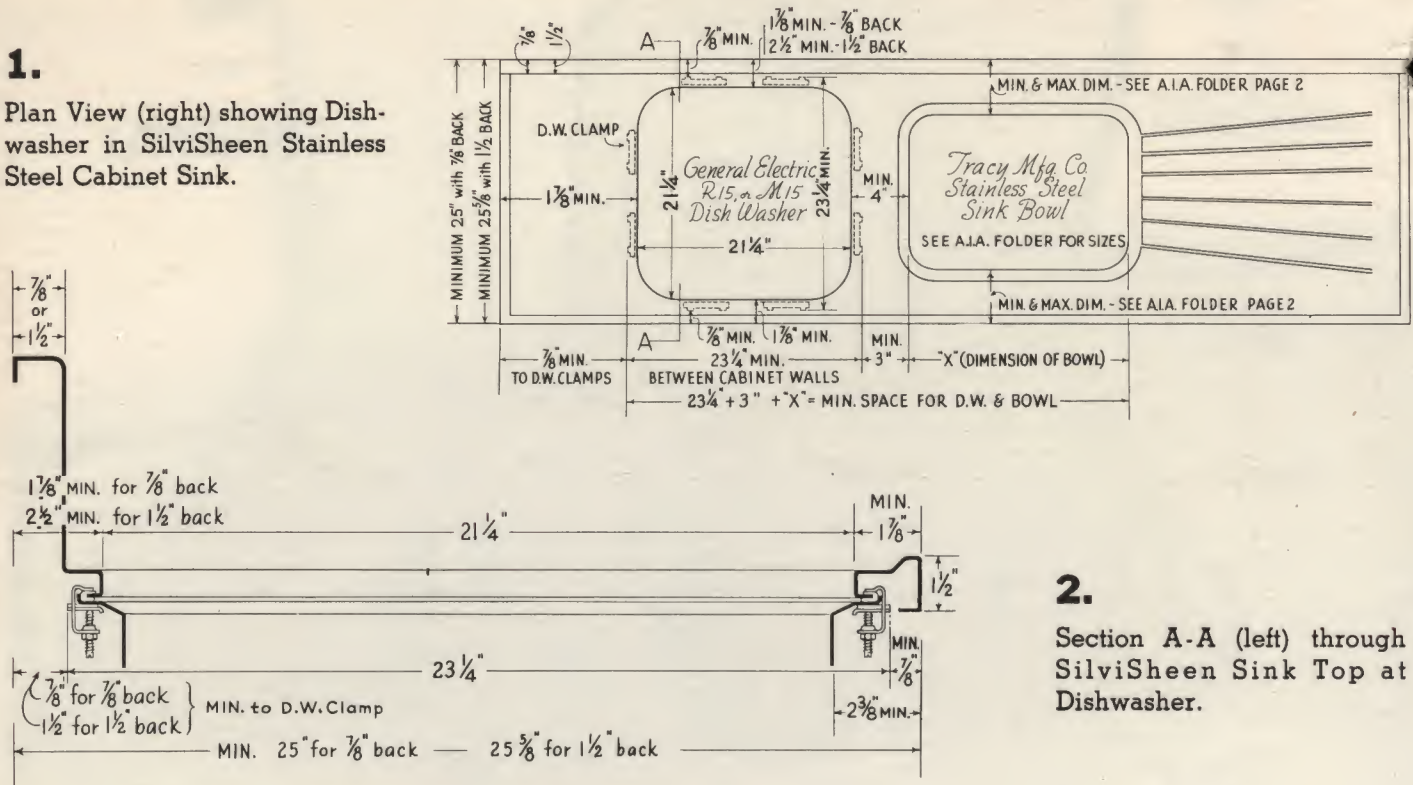 1.
Plan View (right) showing Dish-
washer in SilviSheen Stainless
Steel Cabinet Sink.
7/8"
1 1/2"
A
7/8" MIN.
1 7/8 MIN. - 7/8" BACK
2 1/2" MIN. - 1 1/2" BACK
MINIMUM 25" with 7/8" BACK
MINIMUM 25 5/8" with 1 1/2" BACK
MIN. & MAX. DIM. - SEE A.I.A. FOLDER PAGE 2
D.W. CLAMP
1 7/8" MIN.
21 1/4"
General Electric
R15, or M15
Dish Washer
21 1/4"
23 1/4" MIN.
MIN.
4"
Tracy Mfg. Co.
Stainless Steel
Sink Bowl
SEE A.I.A. FOLDER FOR SIZES
MIN. & MAX. DIM. - SEE A.I.A. FOLDER PAGE 2
A
7/8" MIN.
1 7/8" MIN.
7/8" MIN.
TO D.W. CLAMPS
23 1/4" MIN.
BETWEEN CABINET WALLS
MIN.
3"
"X" (DIMENSION OF BOWL)
23 1/4" + 3" + "X" = MIN. SPACE FOR D.W. & BOWL
7/8"
or
1 1/2"
1 7/8" MIN. for 7/8" back
2 1/2" MIN. for 1 1/2" back
21 1/4"
MIN.
1 7/8"
1 1/2"
23 1/4"
MIN.
7/8"
2 3/8" MIN.
7/8" for 7/8" back
1 1/2" for 1 1/2" back
MIN. to D.W. Clamp
MIN. 25" for 7/8" back — 25 5/8" for 1 1/2" back
2.
Section A-A (left) through
SilviSheen Sink Top at
Dishwasher.